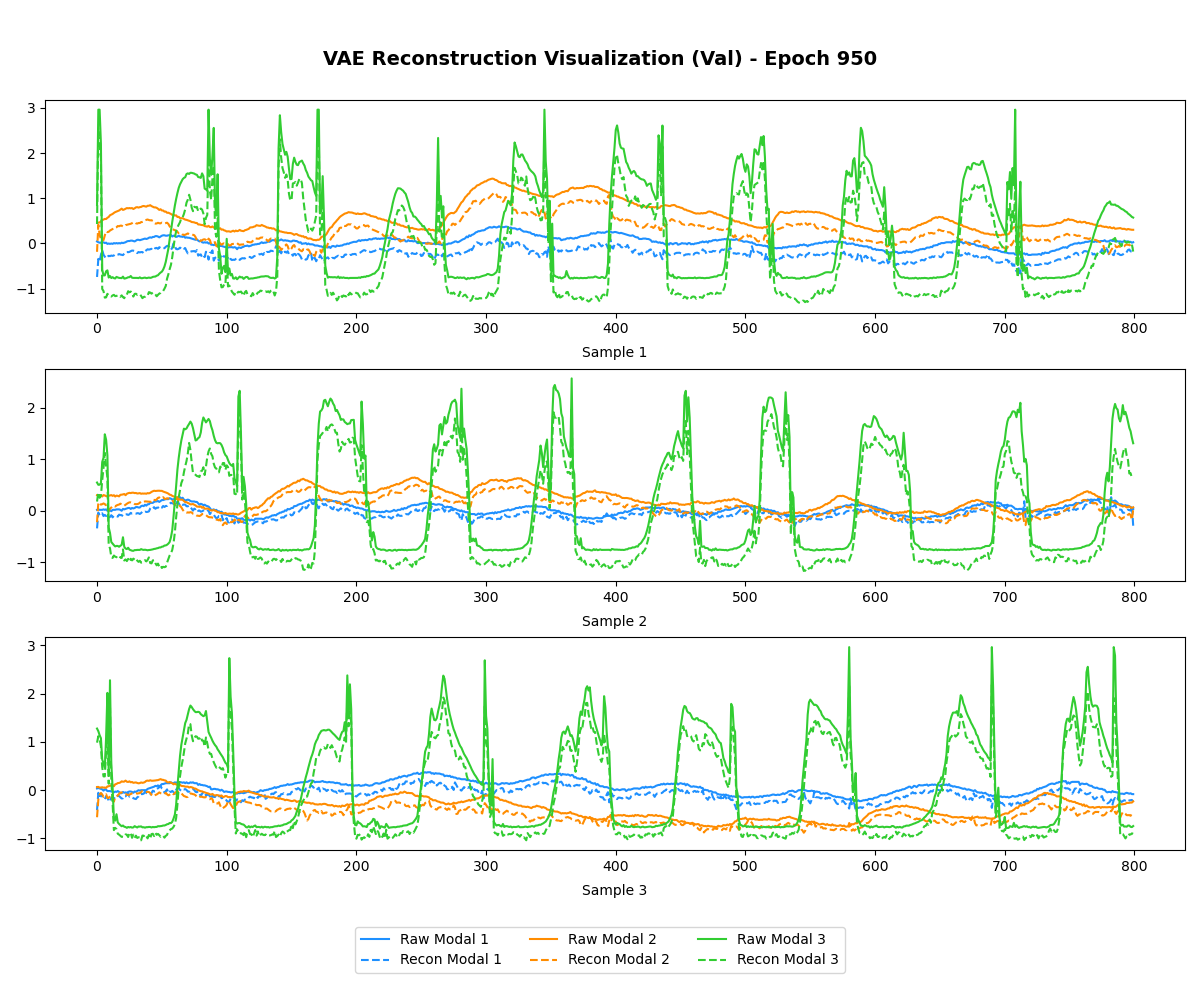 VAE Reconstruction Visualization (Val) - Epoch 950
3
2
1
0
−1
0 100 200 300 400 500 600 700 800
Sample 1
2
1
0
−1
0 100 200 300 400 500 600 700 800
Sample 2
3
2
1
0
−1
0 100 200 300 400 500 600 700 800
Sample 3
Raw Modal 1 Raw Modal 2 Raw Modal 3
Recon Modal 1 Recon Modal 2 Recon Modal 3